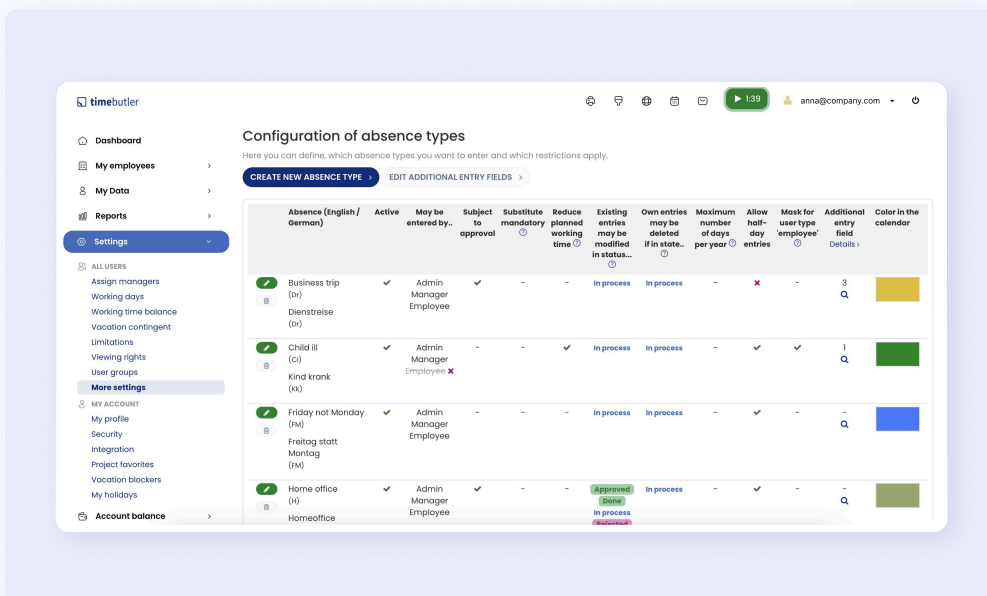 timebutler
1:39
anna@company.com
Dashboard
My employees
My Data
Reports
Settings
ALL USERS
Assign managers
Working days
Working time balance
Vacation contingent
Limitations
Viewing rights
User groups
More settings
MY ACCOUNT
My profile
Security
Integration
Project favorites
Vacation blockers
My holidays
Account balance
Configuration of absence types
Here you can define, which absence types you want to enter and which restrictions apply.
CREATE NEW ABSENCE TYPE > EDIT ADDITIONAL ENTRY FIELDS >
Absence (English / German)
Active
May be entered by..
Subject to approval
Substitute mandatory ?
Reduce planned working time ?
Existing entries may be modified in status... ?
Own entries may be deleted if in state.. ?
Maximum number of days per year ?
Allow half-day entries
Mask for user type 'employee' ?
Additional entry field Details >
Color in the calendar
Business trip
(Dr)
Dienstreise
(Dr)
Admin
Manager
Employee
- - In process In process - - 3
Child ill
(Ci)
Kind krank
(Kk)
Admin
Manager
Employee
- - In process In process - 1
Friday not Monday
(FM)
Freitag statt
Montag
(FM)
Admin
Manager
Employee
- - - In process In process - - -
Home office
(H)
Homeoffice
Admin
Manager
Employee
- -
Approved
Done
In process
Rejected
In process - - -